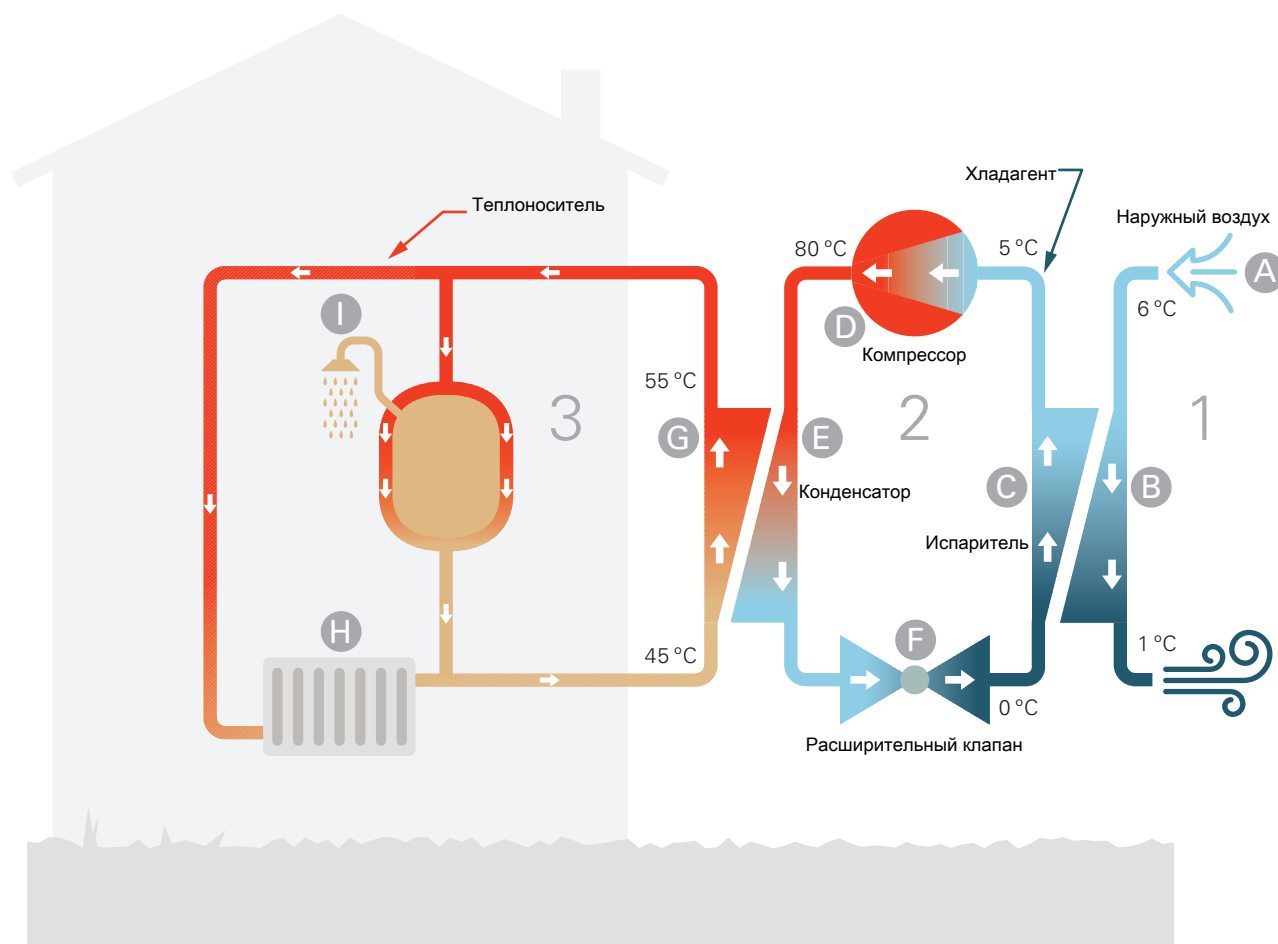 Хладагент
Теплоноситель
Наружный воздух
80 °C
5 °C
A
6 °C
I
D
Компрессор
55 °C
3
2
1
G
E
C
B
Конденсатор
Испаритель
H
F
45 °C
1 °C
0 °C
Расширительный клапан